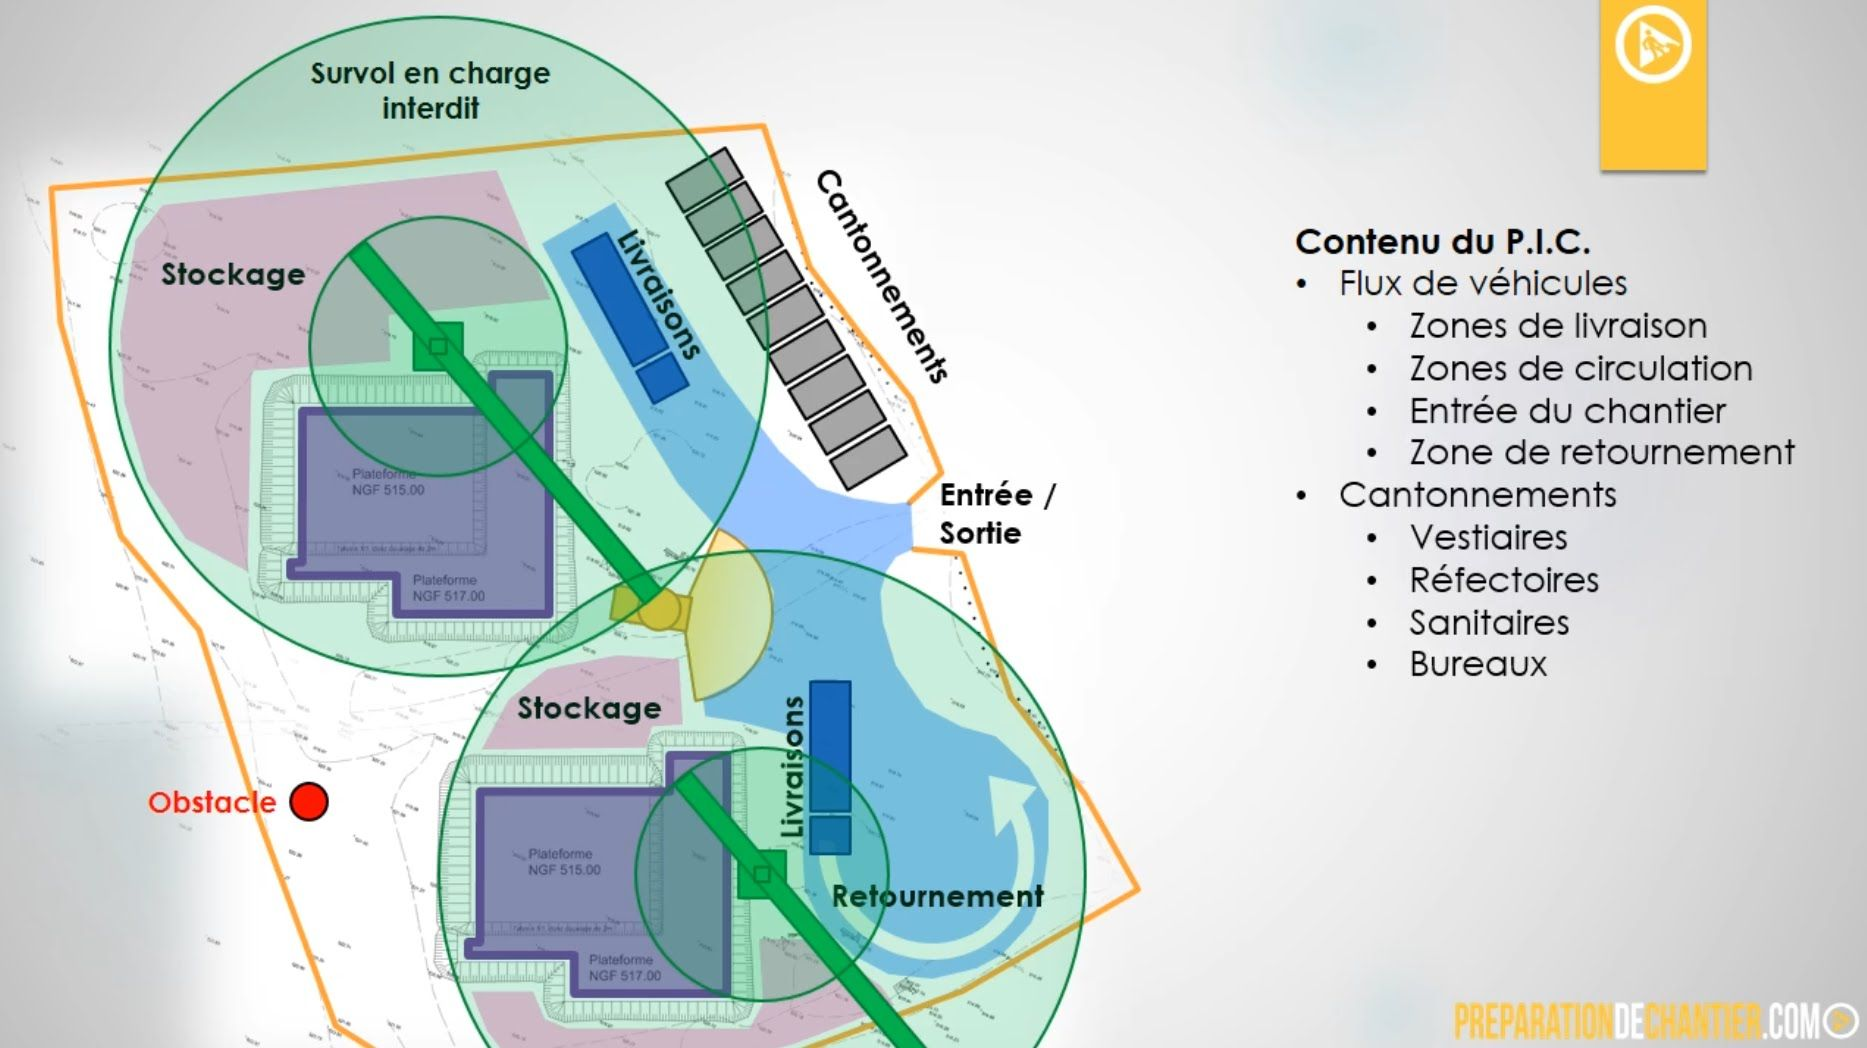 Survol en charge
interdit
Stockage
Livraisons
Cantonnements
Plateforme
NGF 515.00
Plateforme
NGF 517.00
Entrée /
Sortie
Stockage
Livraisons
Obstacle
Plateforme
NGF 515.00
Retournement
Plateforme
NGF 517.00
Contenu du P.I.C.
• Flux de véhicules
• Zones de livraison
• Zones de circulation
• Entrée du chantier
• Zone de retournement
• Cantonnements
• Vestiaires
• Réfectoires
• Sanitaires
• Bureaux
PREPARATIONDECHANTIER.COM